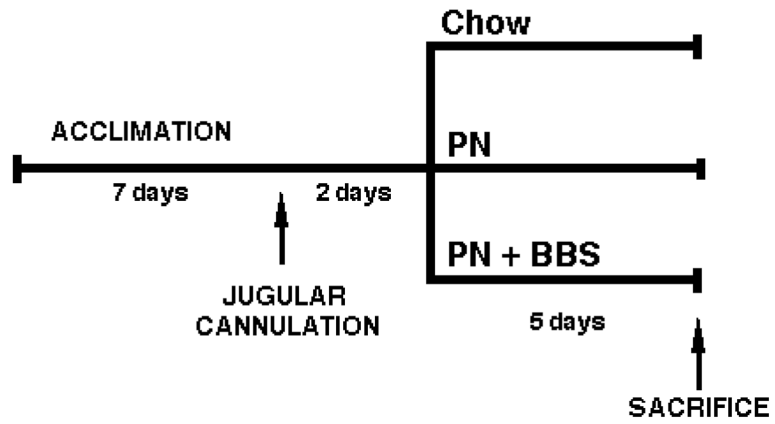 Chow
ACCLIMATION
PN
7 days
2 days
PN + BBS
JUGULAR
CANNULATION
5 days
SACRIFICE